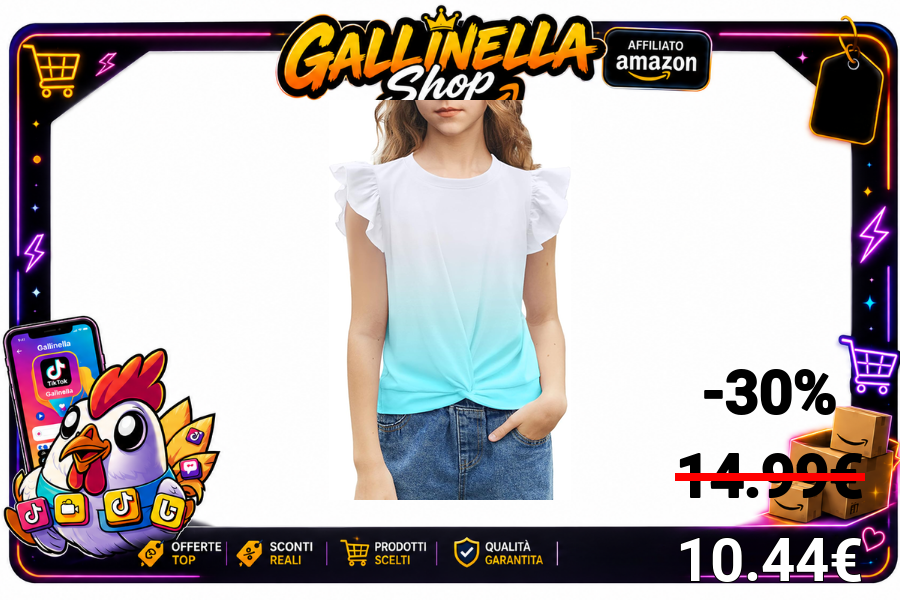 GALLINELLA
Shop
AFFILIATO
amazon
Gallinella
TikTok
Gallinella
-30%
14.99€
10.44€
OFFERTE
TOP
SCONTI
REALI
PRODOTTI
SCELTI
QUALITÀ
GARANTITA